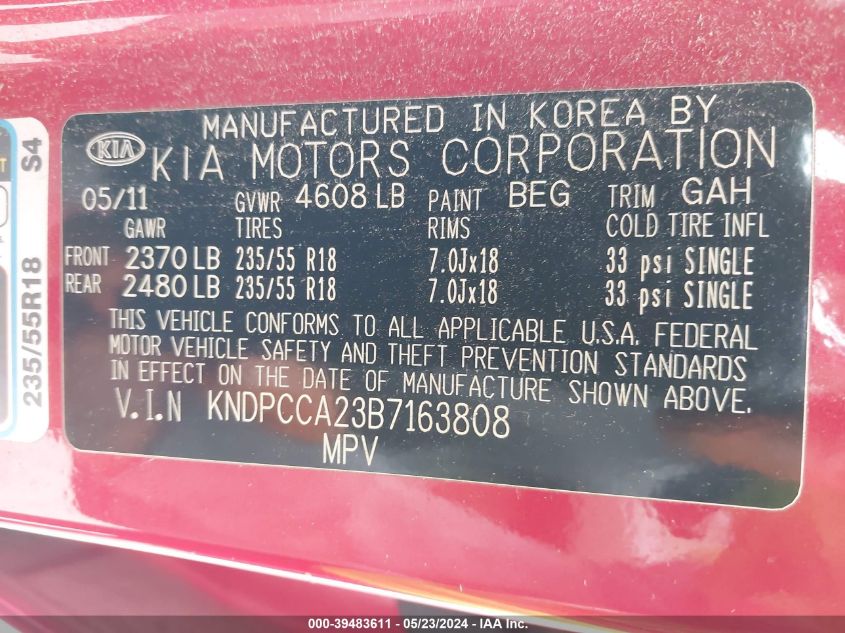 MANUFACTURED IN KOREA BY
KIA KIA MOTORS CORPORATION
05/11 GVWR 4608 LB PAINT BEG TRIM GAH
GAWR TIRES RIMS COLD TIRE INFL
FRONT 2370 LB 235/55 R18 7.0Jx18 33 psi SINGLE
REAR 2480 LB 235/55 R18 7.0Jx18 33 psi SINGLE
THIS VEHICLE CONFORMS TO ALL APPLICABLE U.S.A. FEDERAL
MOTOR VEHICLE SAFETY AND THEFT PREVENTION STANDARDS
IN EFFECT ON THE DATE OF MANUFACTURE SHOWN ABOVE.
V.I.N KNDPCCA23B7163808
MPV
235/55R18 S4
000-39483611 - 05/23/2024 - IAAI, Inc.